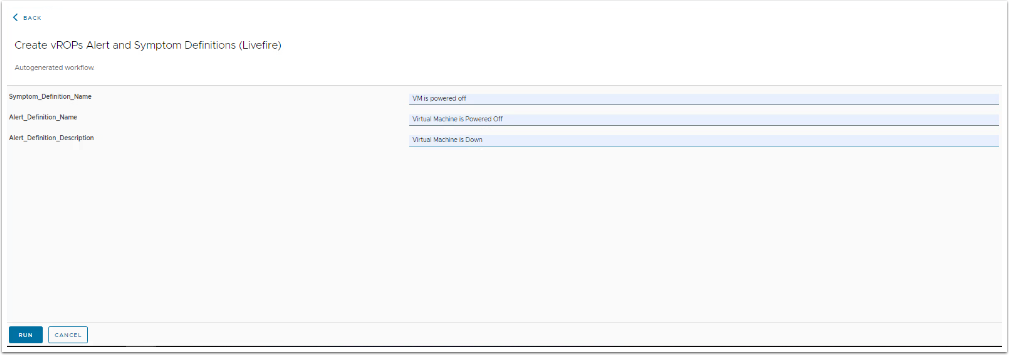 BACK
Create vROPs Alert and Symptom Definitions (Livefire)
Autogenerated workflow.
Symptom_Definition_Name
VM is powered off
Alert_Definition_Name
Virtual Machine is Powered Off
Alert_Definition_Description
Virtual Machine is Down
RUN CANCEL